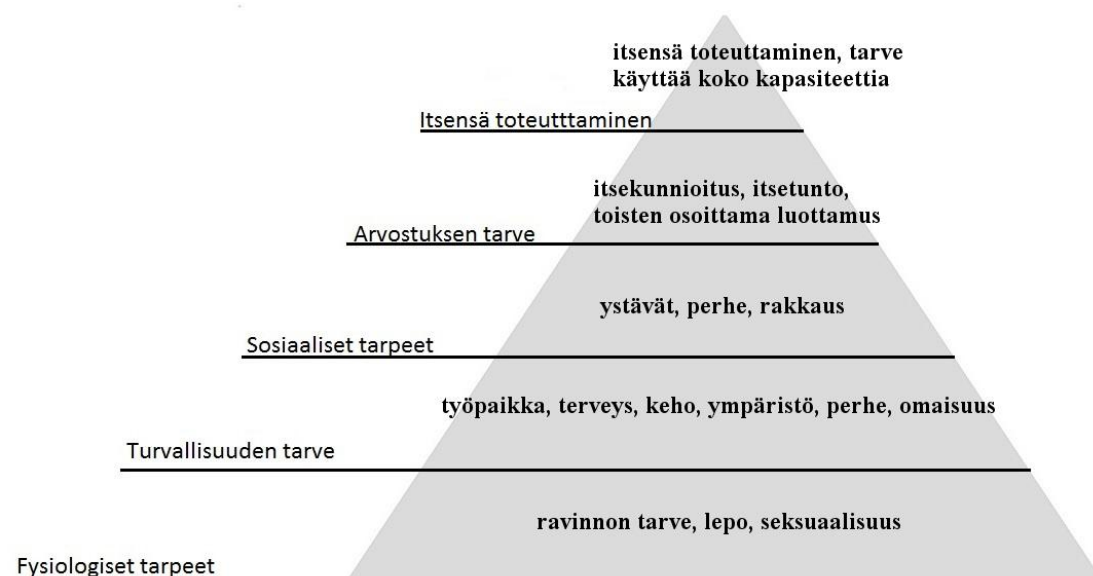 itsensä toteuttaminen, tarve
käyttää koko kapasiteettia
Itsensä toteutttaminen
itsekunnioitus, itsetunto,
toisten osoittama luottamus
Arvostuksen tarve
ystävät, perhe, rakkaus
Sosiaaliset tarpeet
työpaikka, terveys, keho, ympäristö, perhe, omaisuus
Turvallisuuden tarve
ravinnon tarve, lepo, seksuaalisuus
Fysiologiset tarpeet